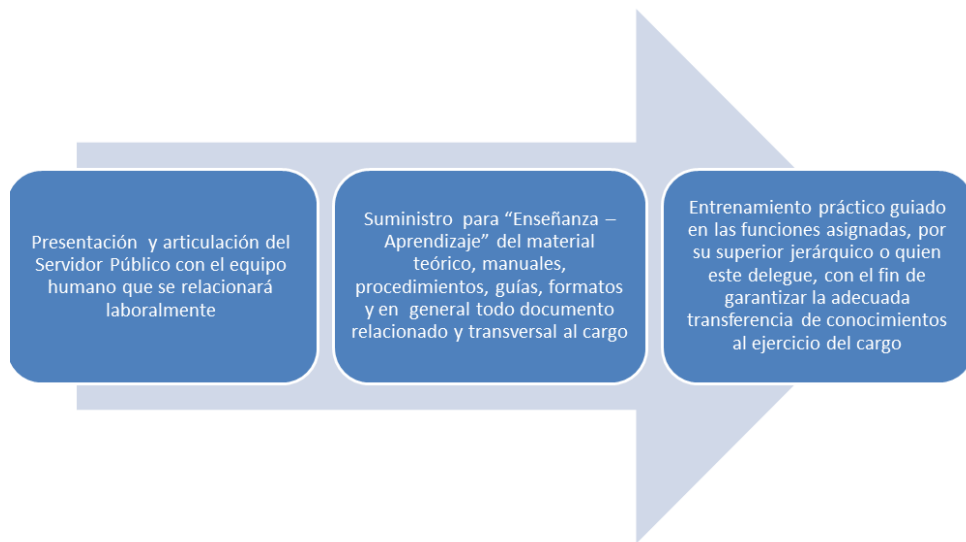 Presentación y articulación del
Servidor Público con el equipo
humano que se relacionará
laboralmente
Suministro para “Enseñanza –
Aprendizaje” del material
teórico, manuales,
procedimientos, guías, formatos
y en general todo documento
relacionado y transversal al cargo
Entrenamiento práctico guiado
en las funciones asignadas, por
su superior jerárquico o quien
este delegue, con el fin de
garantizar la adecuada
transferencia de conocimientos
al ejercicio del cargo